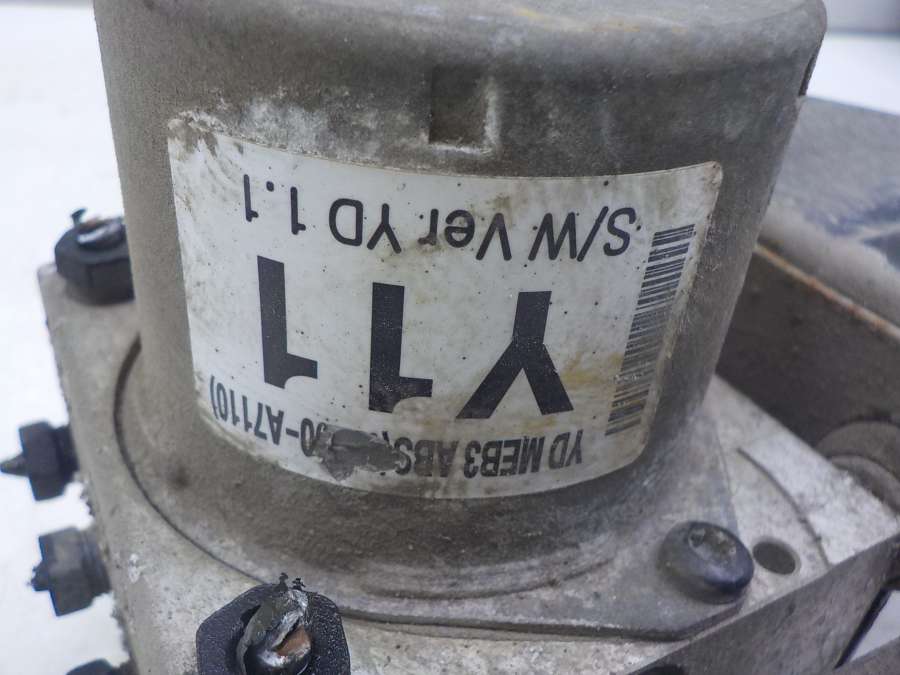 YD MEB3 ABS 0-A7110)
Y11
S/W Ver. YD 1.1